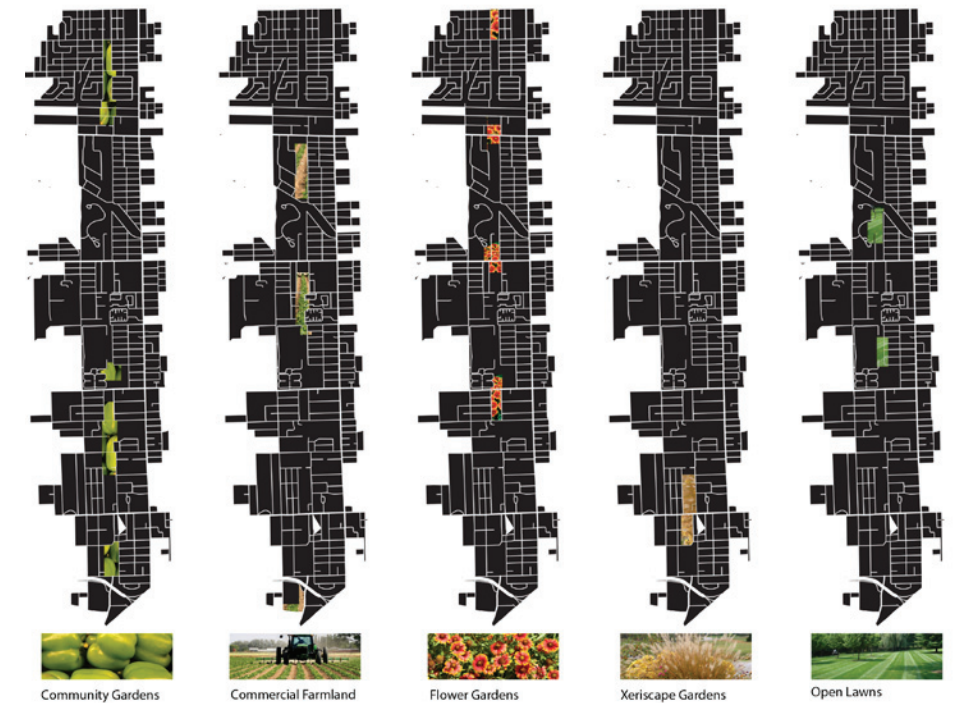 Community Gardens
Commercial Farmland
Flower Gardens
Xeriscape Gardens
Open Lawns